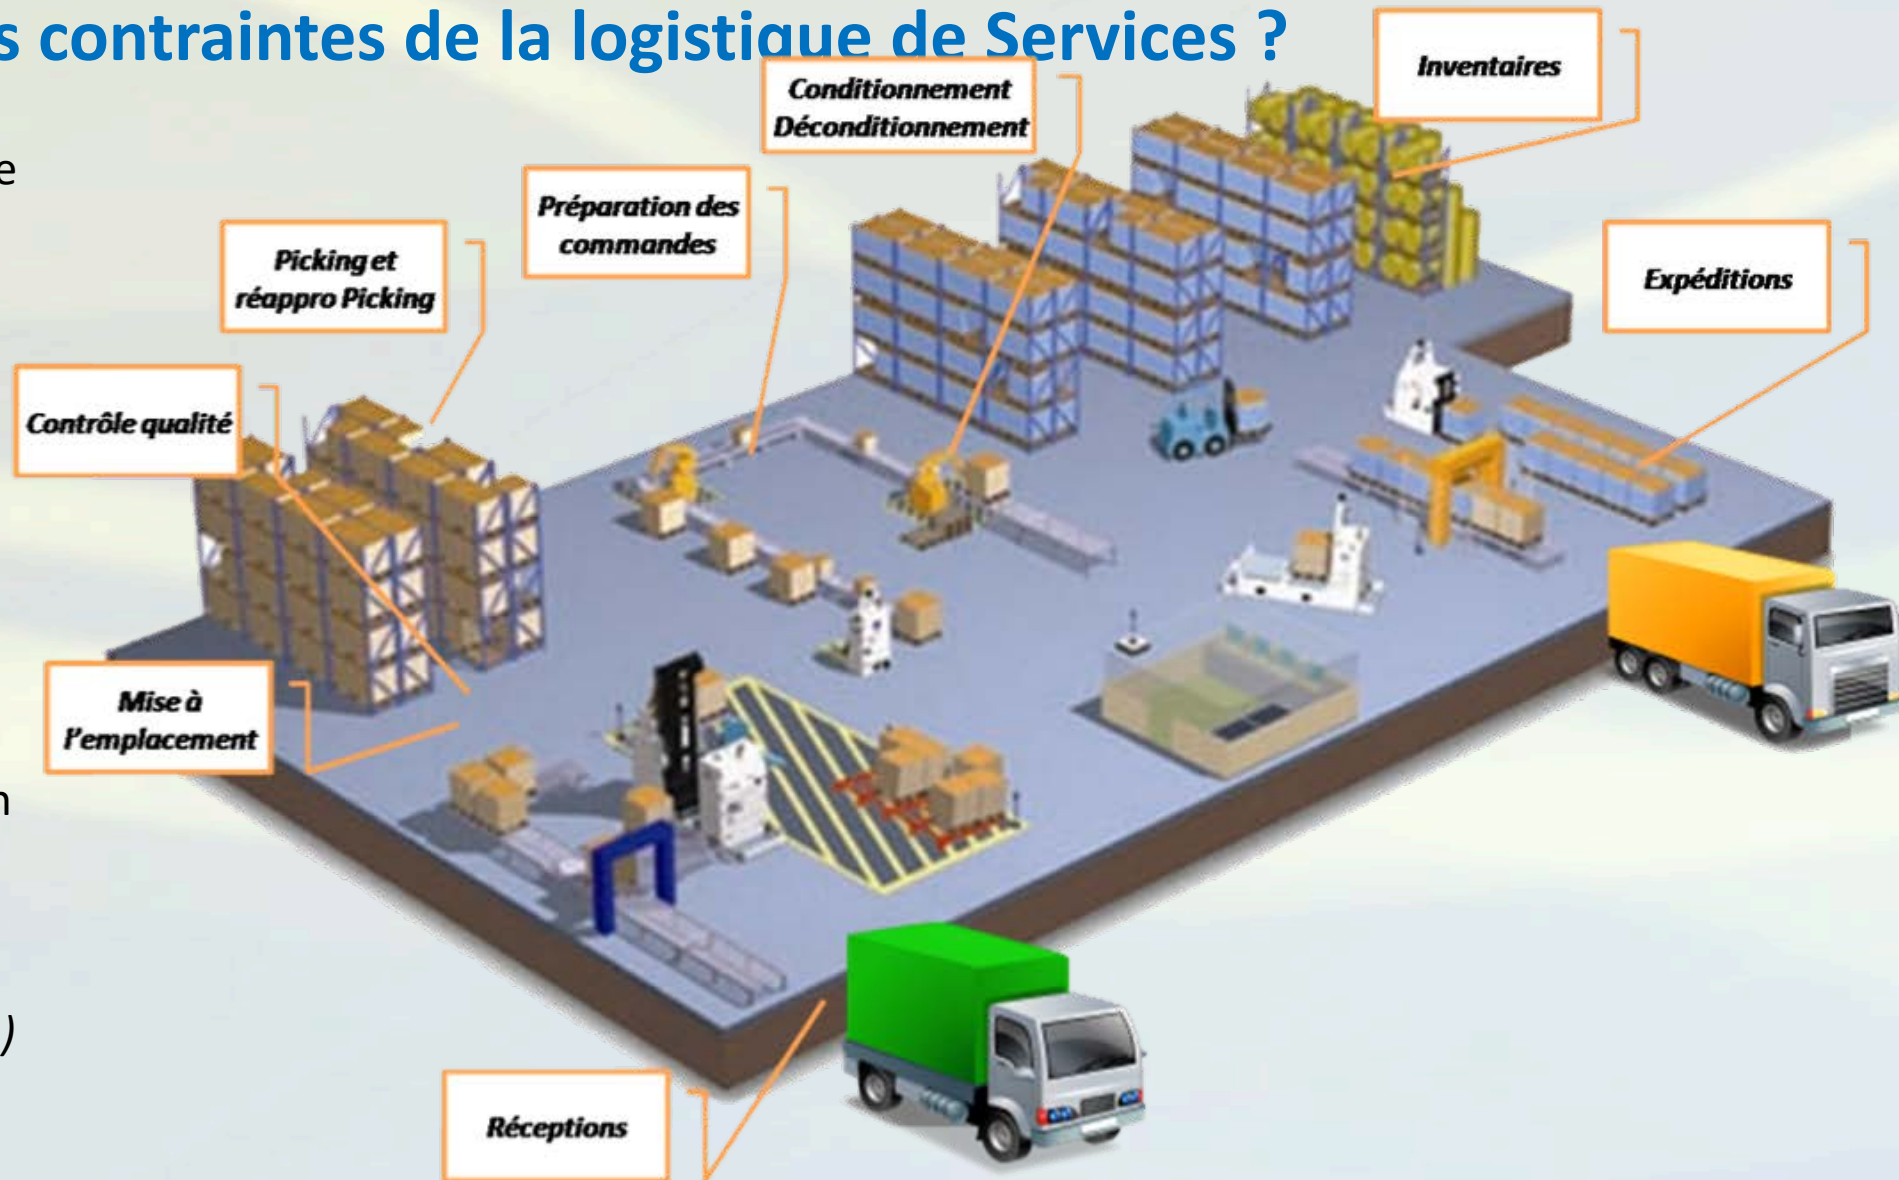 s contraintes de la logistique de Services ?
e
n
)
Inventaires
Conditionnement
Déconditionnement
Préparation des
commandes
Picking et
réappro Picking
Expéditions
Contrôle qualité
Mise à
l'emplacement
Réceptions